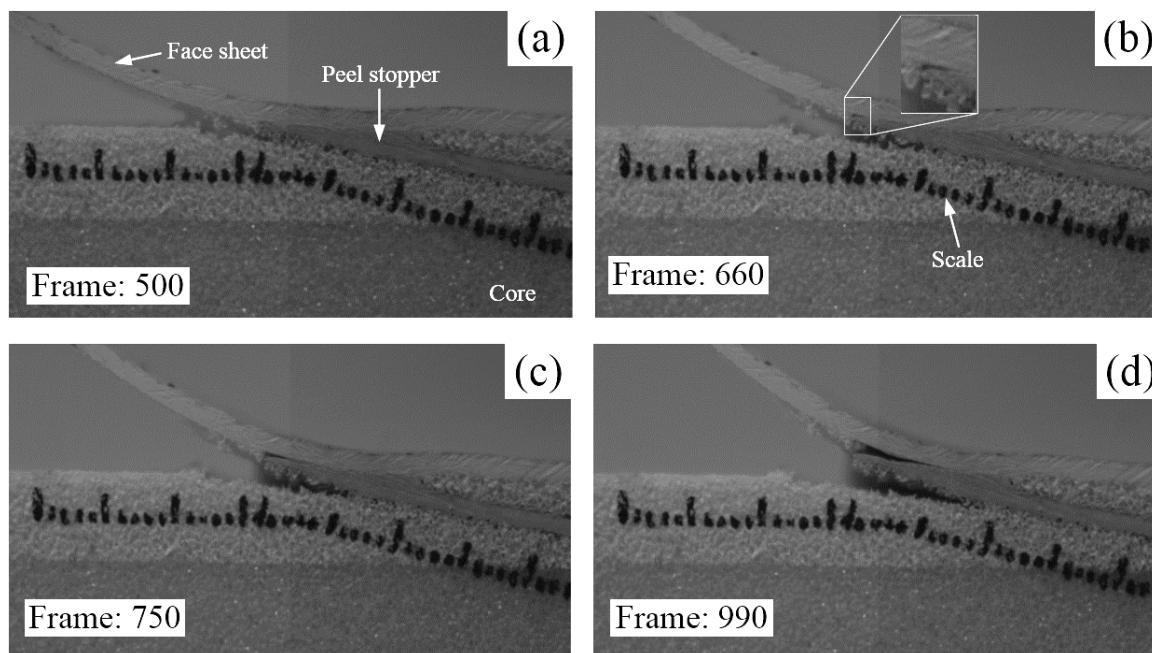 (a)
Face sheet
Peel stopper
Frame: 500
Core
(b)
Scale
Frame: 660
(c)
Frame: 750
(d)
Frame: 990